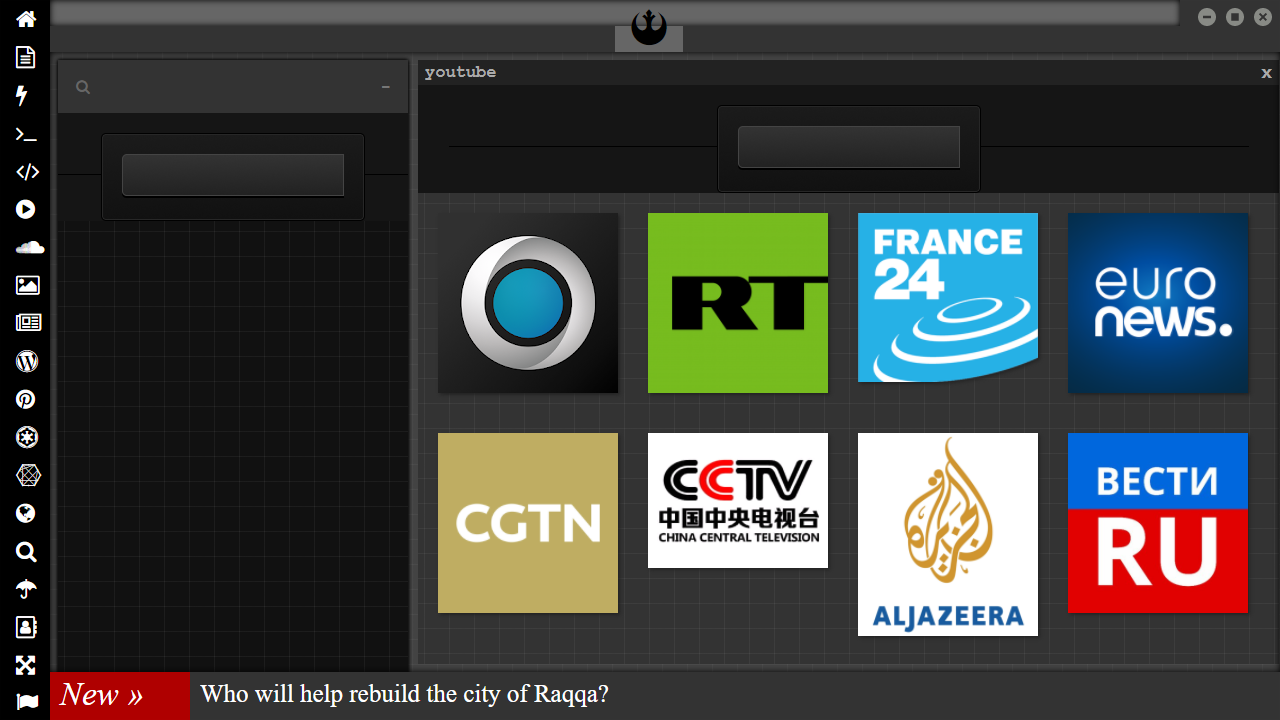 youtube
x
RT
FRANCE
24
euro
news.
CGTN
CCTV
中国中央电视台
CHINA CENTRAL TELEVISION
ALJAZEERA
ВЕСТИ
RU
New »
Who will help rebuild the city of Raqqa?